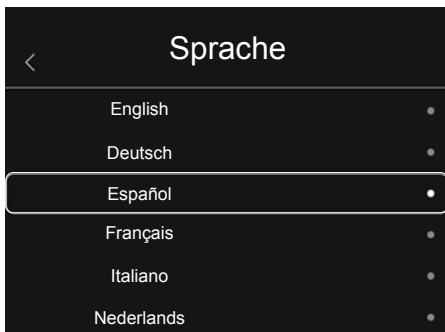 Sprache
English
Deutsch
Español
Français
Italiano
Nederlands